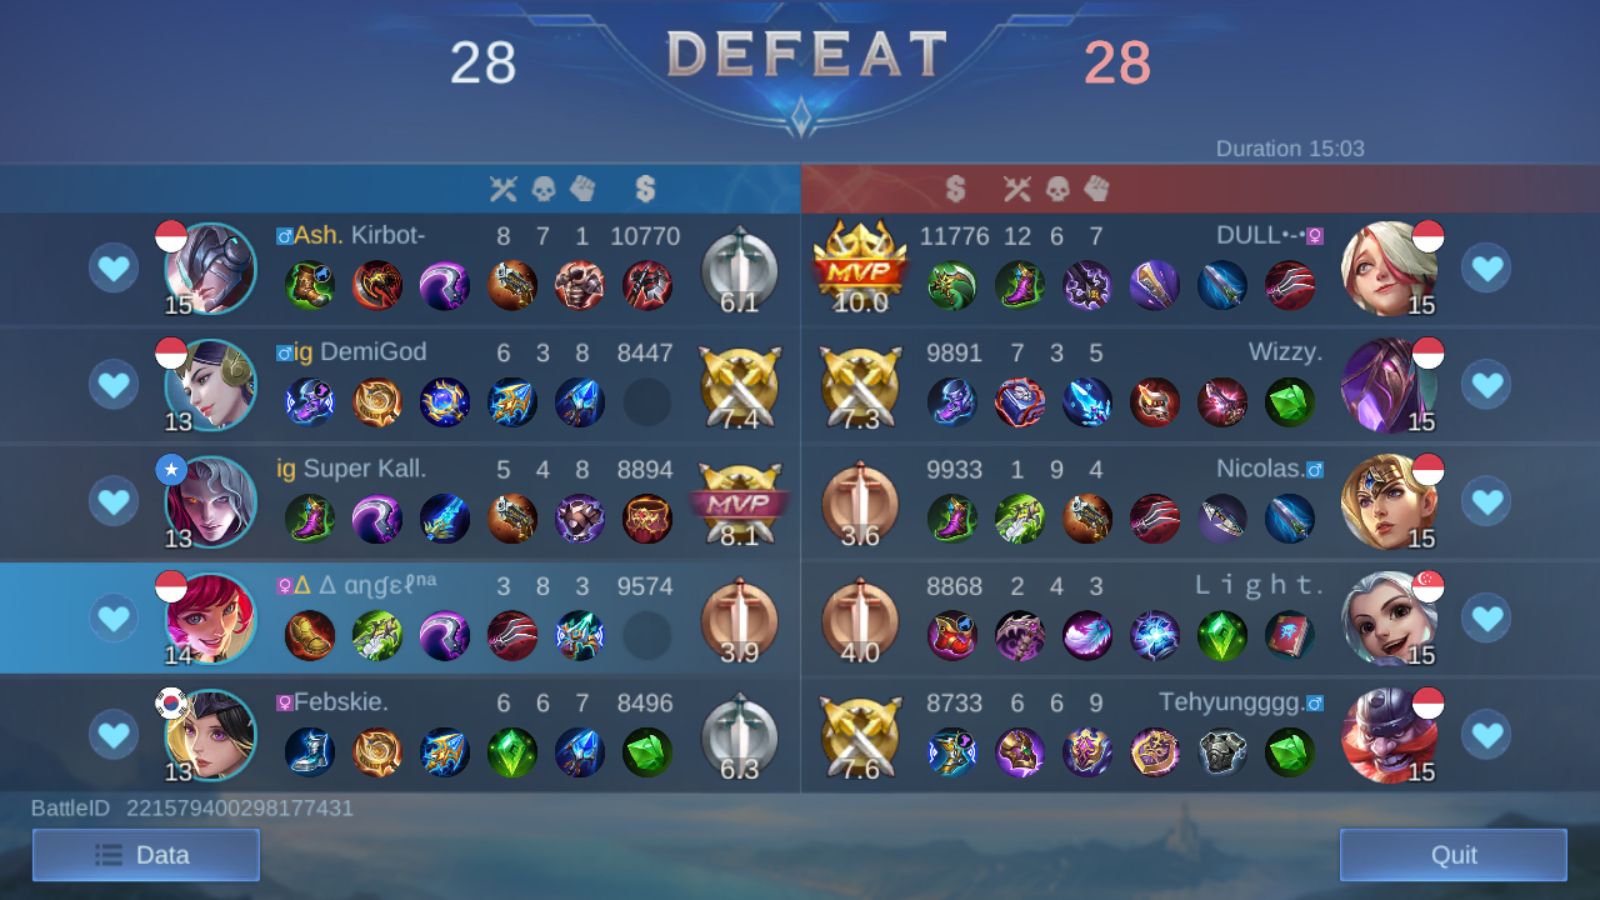 28 DEFEAT 28
Duration 15:03
Ash. Kirbot- 8 7 1 10770
15 6.1
11776 12 6 7 DULL•~•
MVP 10.0 15
ig DemiGod 6 3 8 8447
13 7.4
9891 7 3 5 Wizzy.
7.3 15
ig Super Kall. 5 4 8 8894
13 MVP 8.1
9933 1 9 4 Nicolas.
3.6 15
Δ Δ αɳɠɛℓⁿᵃ 3 8 3 9574
14 3.9
8868 2 4 3 L i g h t .
4.0 15
Febskie. 6 6 7 8496
13 6.3
8733 6 6 9 Tehyungggg.
7.6 15
BattleID 221579400298177431
Data
Quit